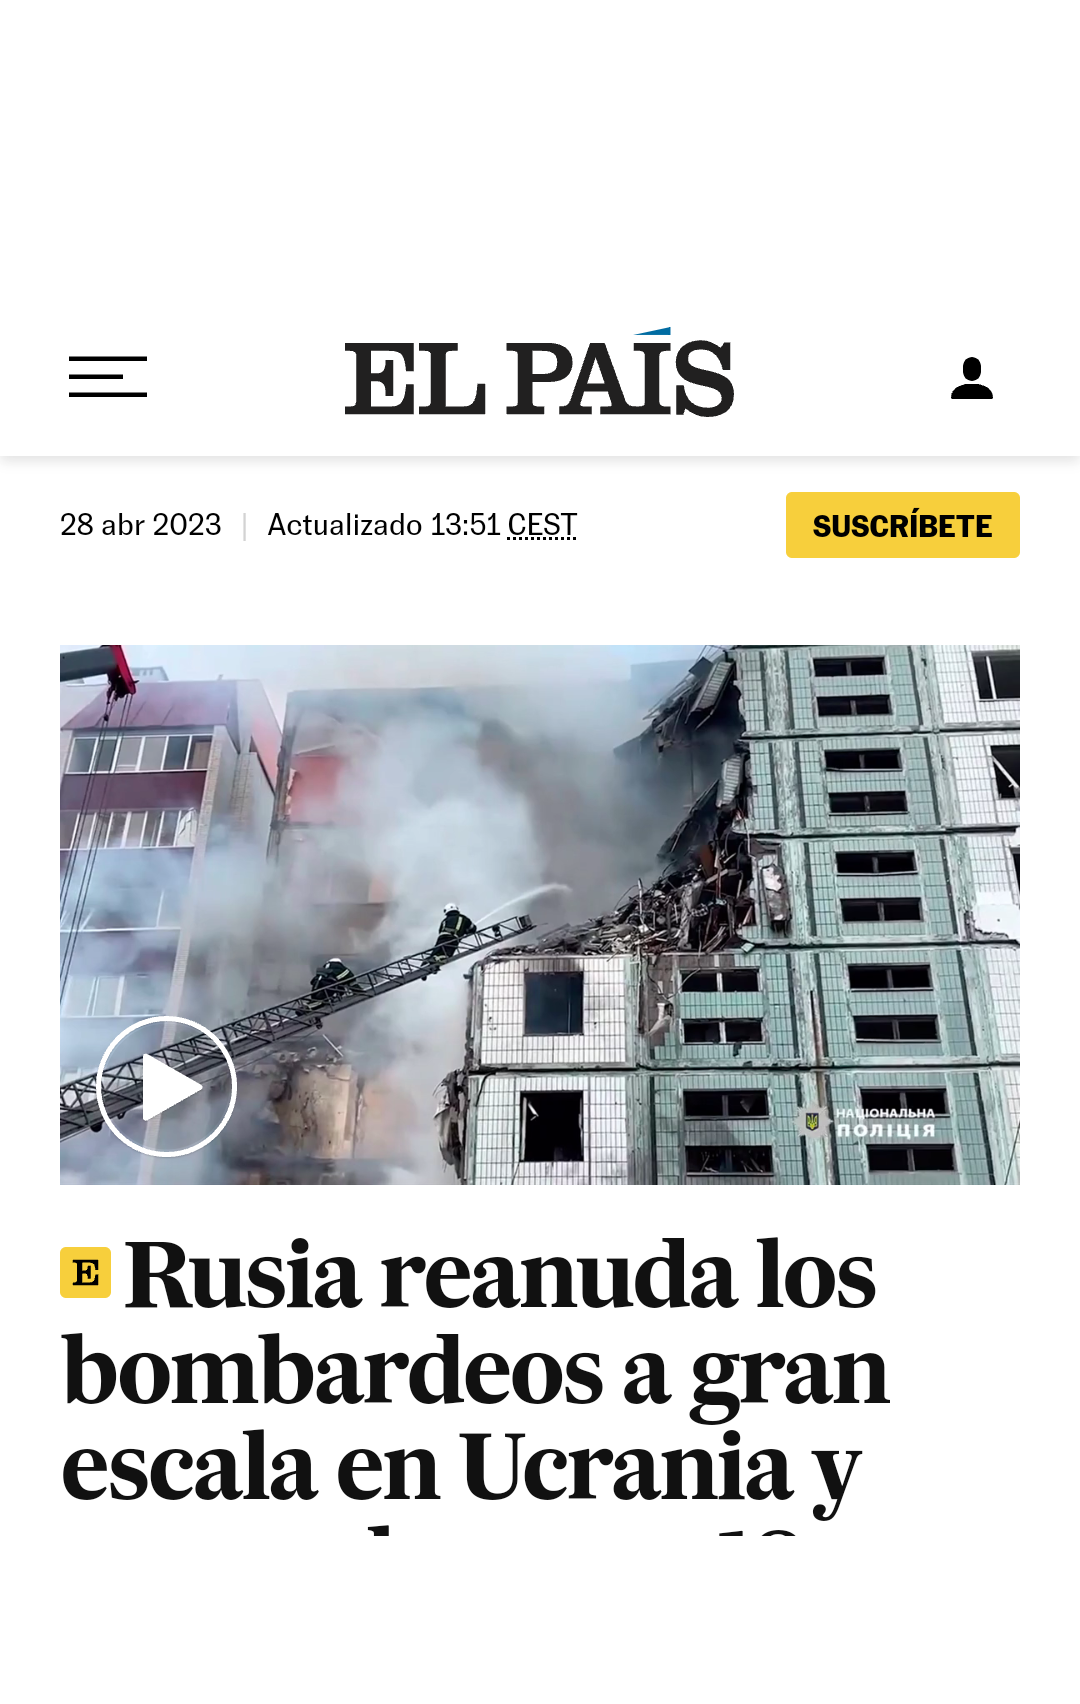 EL PAÍS
28 abr 2023 | Actualizado 13:51 CEST
SUSCRÍBETE
НАЦІОНАЛЬНА
ПОЛІЦІЯ
E Rusia reanuda los
bombardeos a gran
escala en Ucrania y